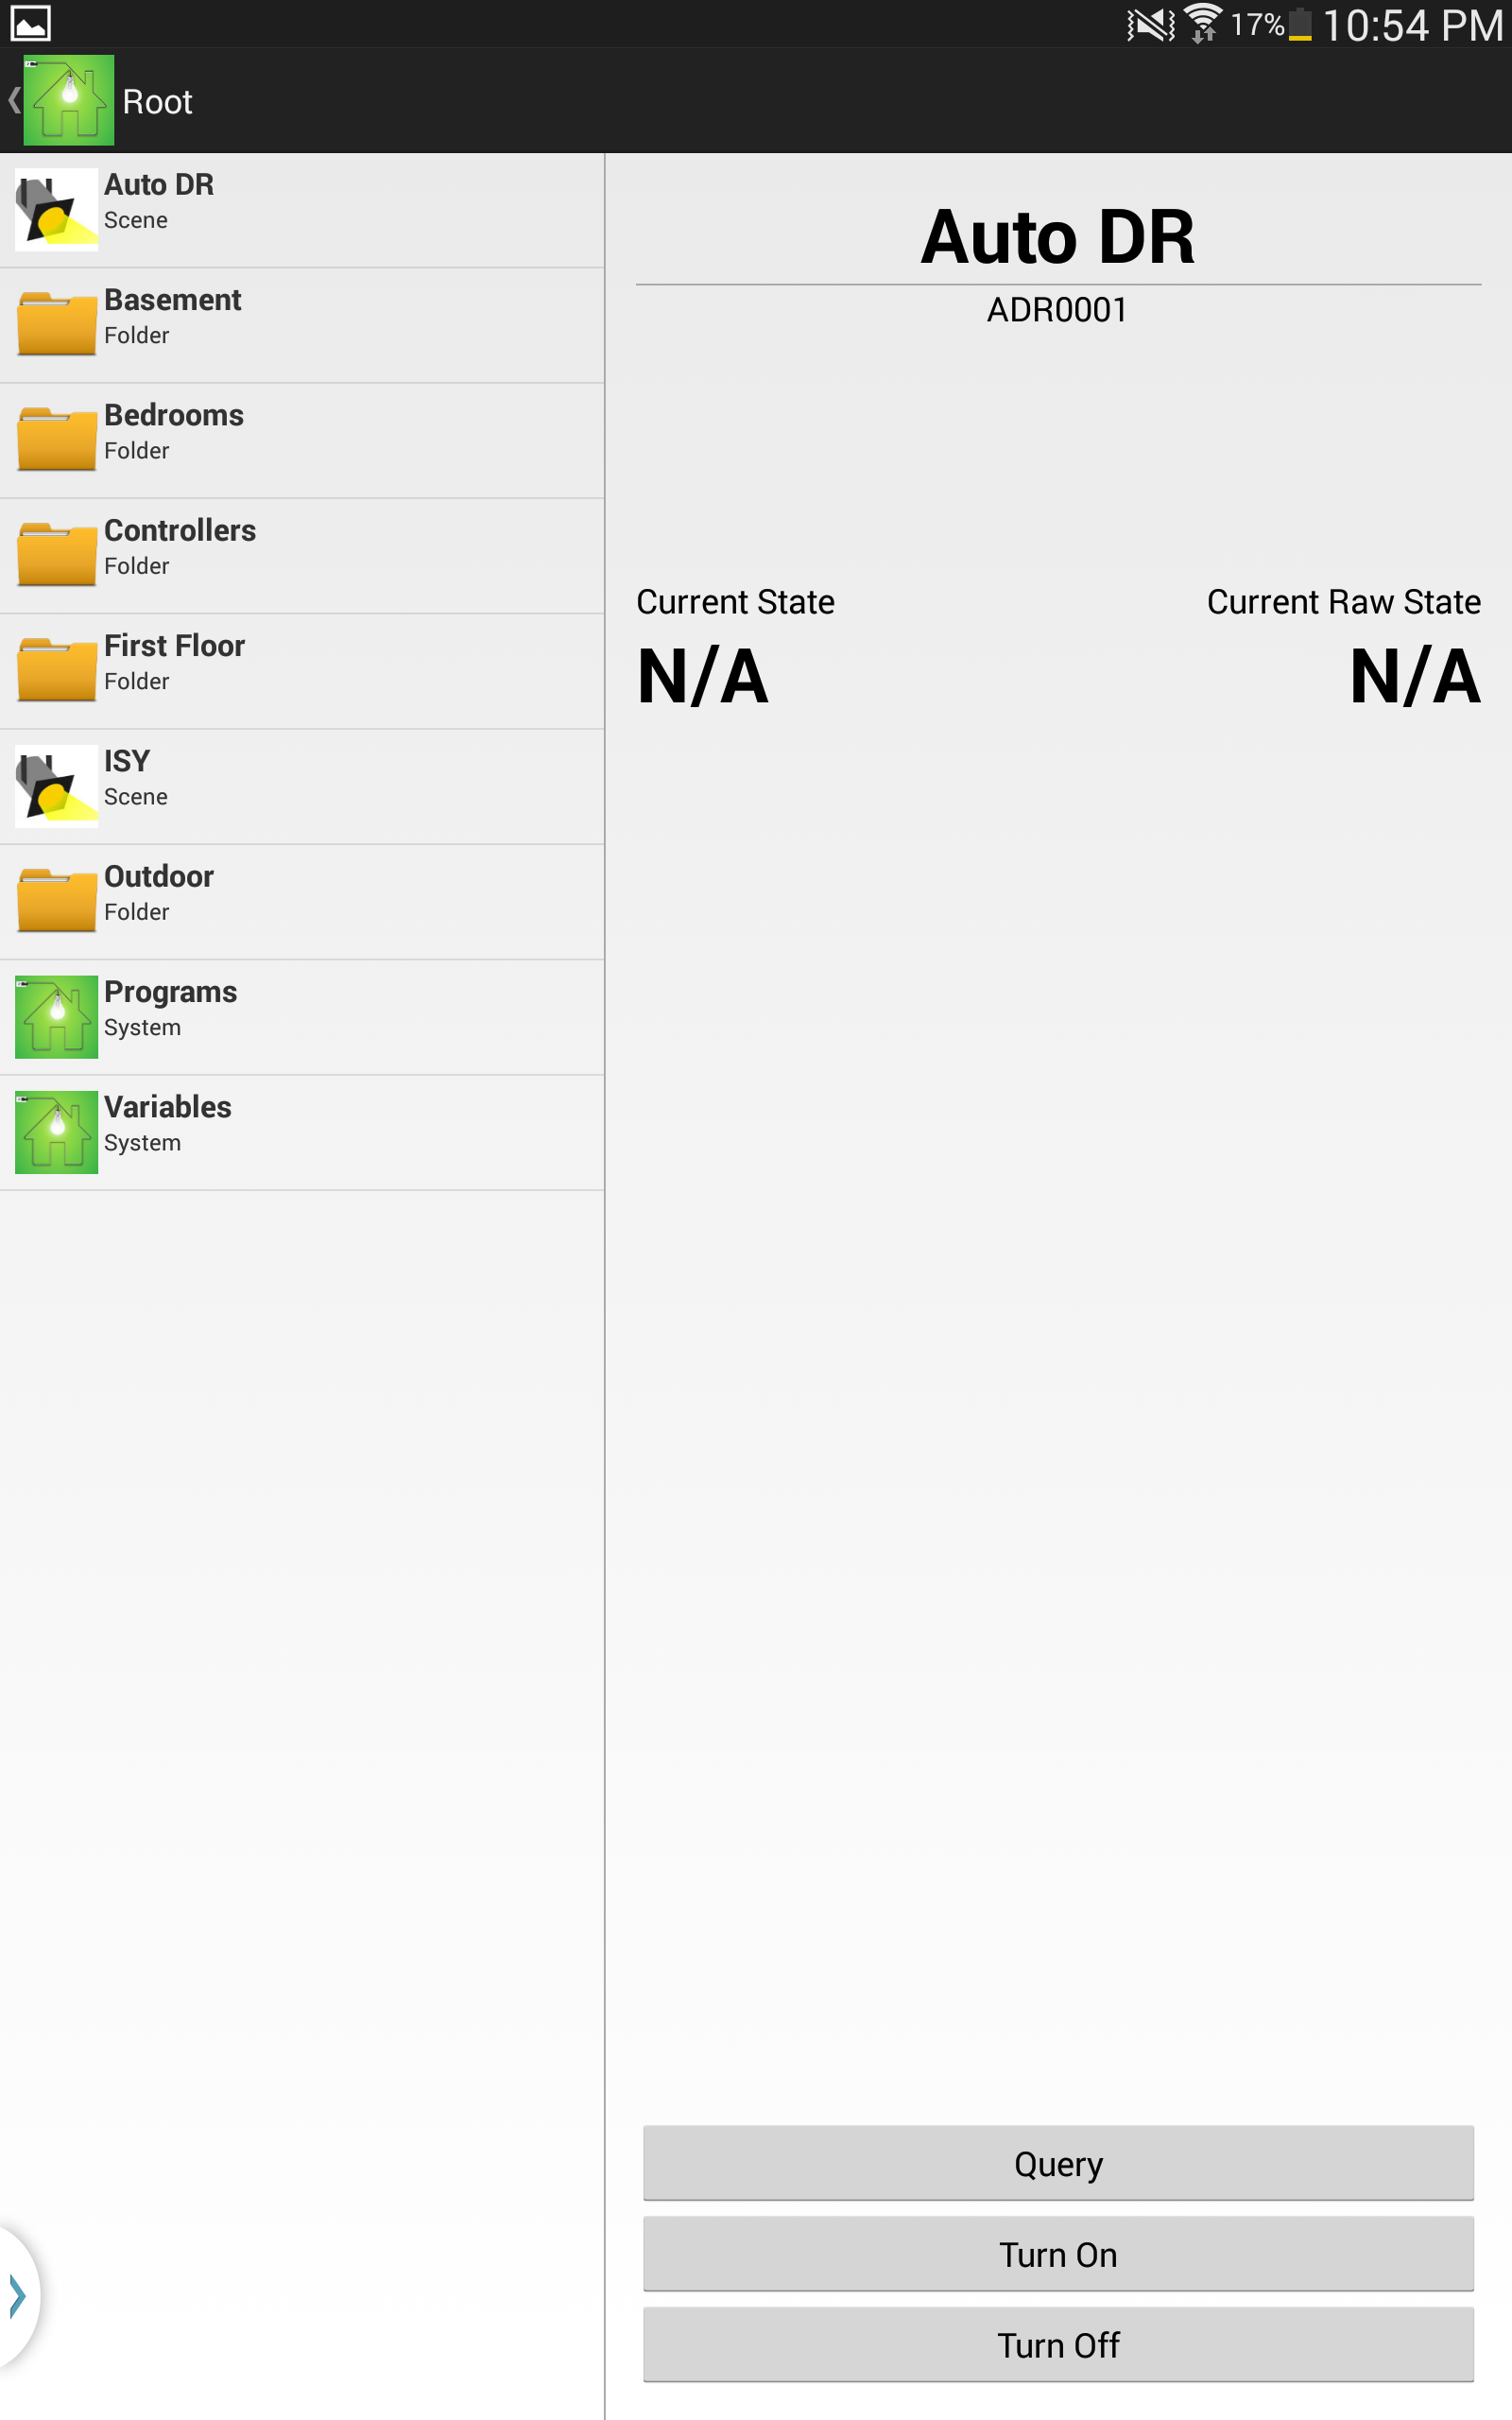 17% 10:54 PM
Root
Auto DR
Scene
Basement
Folder
Bedrooms
Folder
Controllers
Folder
First Floor
Folder
ISY
Scene
Outdoor
Folder
Programs
System
Variables
System
Auto DR
ADR0001
Current State
Current Raw State
N/A
N/A
Query
Turn On
Turn Off